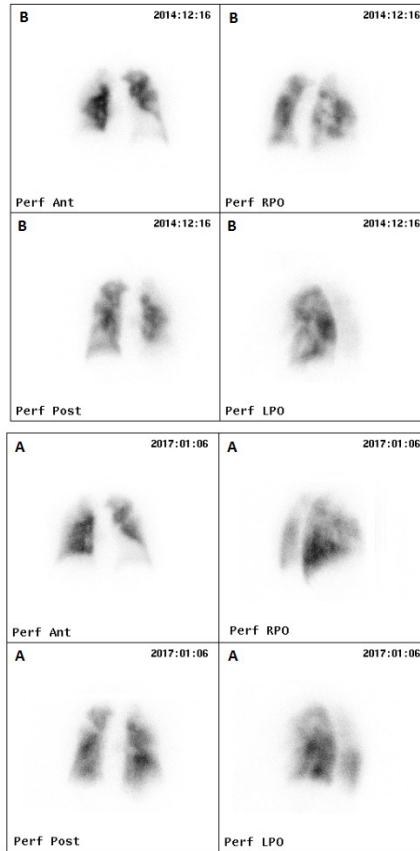 B 2014:12:16
Perf Ant
B 2014:12:16
Perf RPO
B 2014:12:16
Perf Post
B 2014:12:16
Perf LPO
A 2017:01:06
Perf Ant
A 2017:01:06
Perf RPO
A 2017:01:06
Perf Post
A 2017:01:06
Perf LPO